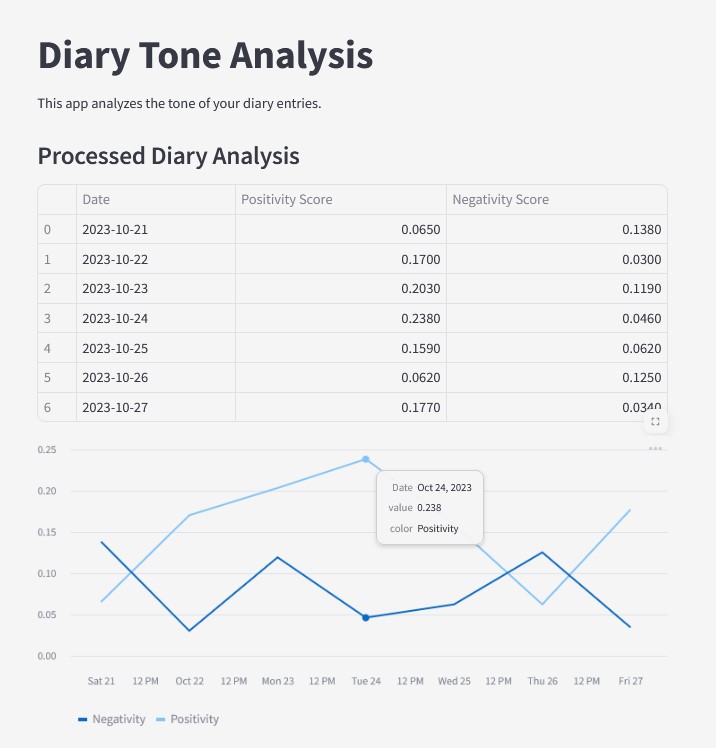 Diary Tone Analysis
This app analyzes the tone of your diary entries.
Processed Diary Analysis
Date Positivity Score Negativity Score
0 2023-10-21 0.0650 0.1380
1 2023-10-22 0.1700 0.0300
2 2023-10-23 0.2030 0.1190
3 2023-10-24 0.2380 0.0460
4 2023-10-25 0.1590 0.0620
5 2023-10-26 0.0620 0.1250
6 2023-10-27 0.1770 0.0340
0.25
0.20
0.15
0.10
0.05
0.00
Date Oct 24, 2023
value 0.238
color Positivity
Sat 21 12 PM Oct 22 12 PM Mon 23 12 PM Tue 24 12 PM Wed 25 12 PM Thu 26 12 PM Fri 27
Negativity Positivity